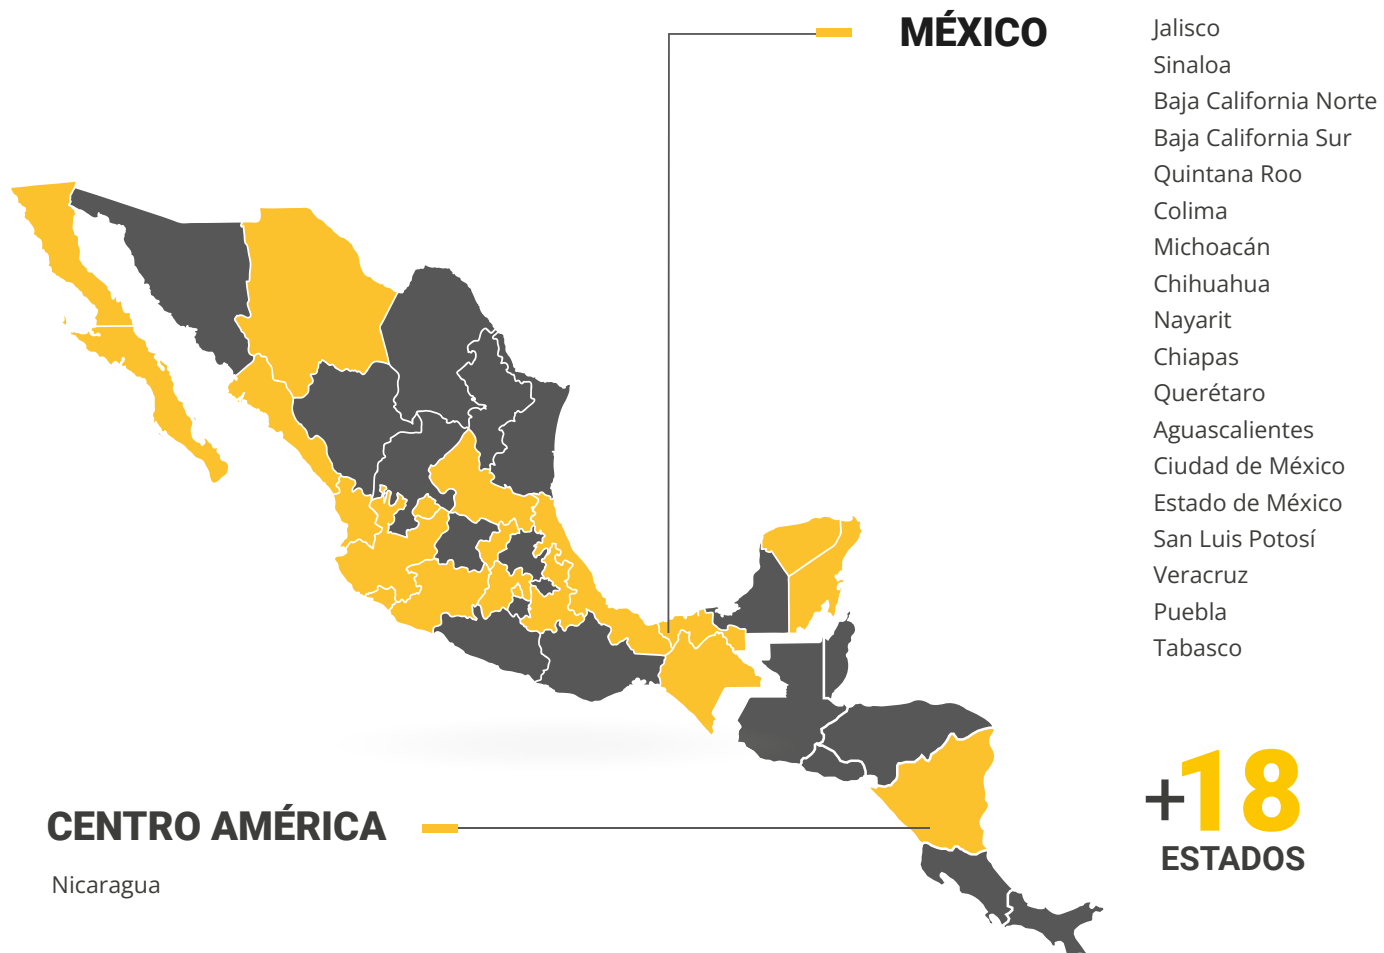 MÉXICO
Jalisco
Sinaloa
Baja California Norte
Baja California Sur
Quintana Roo
Colima
Michoacán
Chihuahua
Nayarit
Chiapas
Querétaro
Aguascalientes
Ciudad de México
Estado de México
San Luis Potosí
Veracruz
Puebla
Tabasco
+18
ESTADOS
CENTRO AMÉRICA
Nicaragua